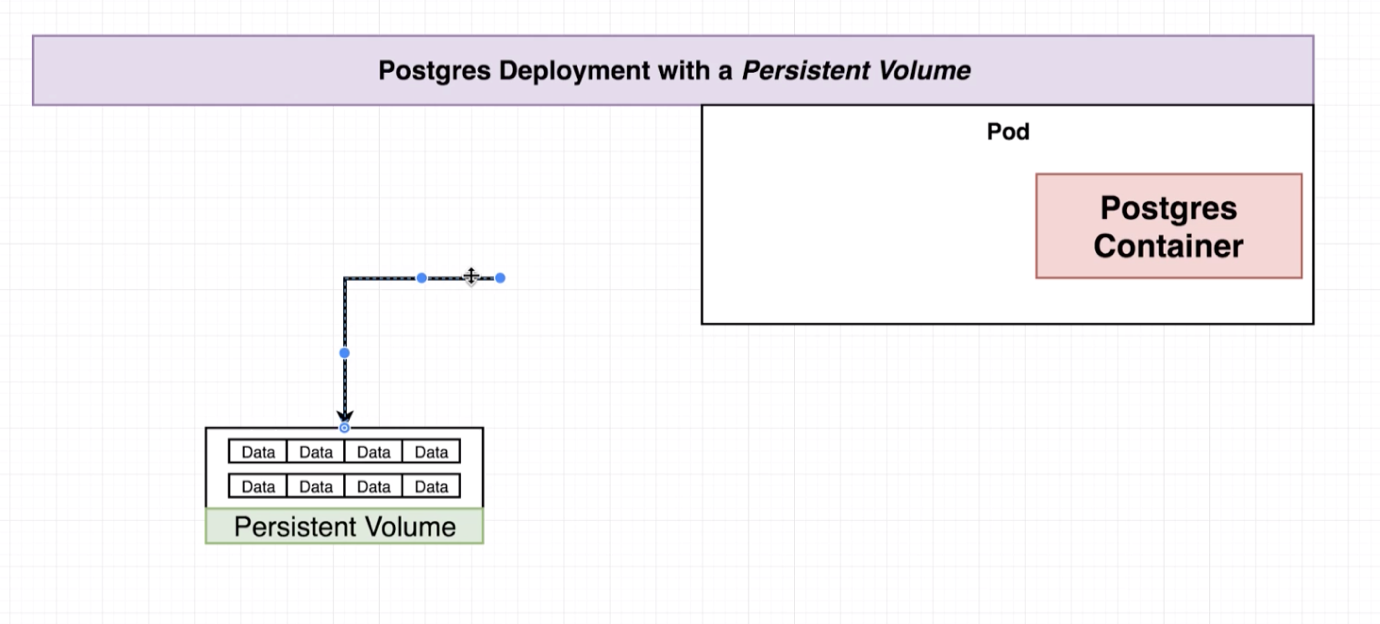 Postgres Deployment with a Persistent Volume
Pod
Postgres
Container
Data Data Data Data
Data Data Data Data
Persistent Volume